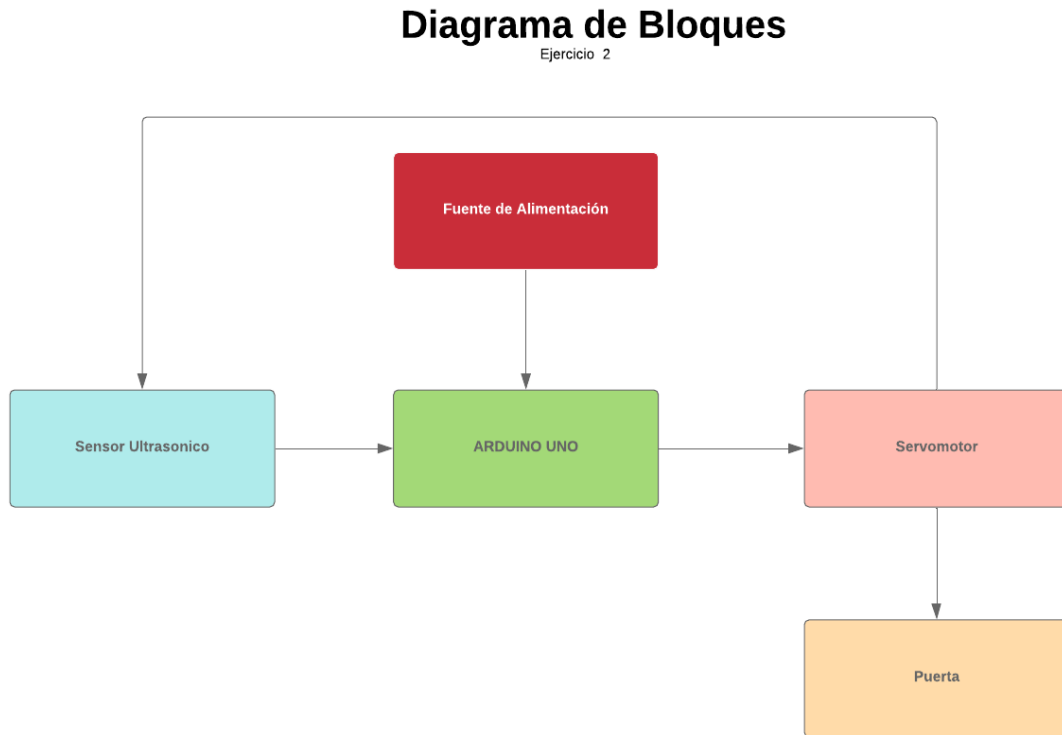 Diagrama de Bloques
Ejercicio 2
Fuente de Alimentación
Sensor Ultrasonico
ARDUINO UNO
Servomotor
Puerta